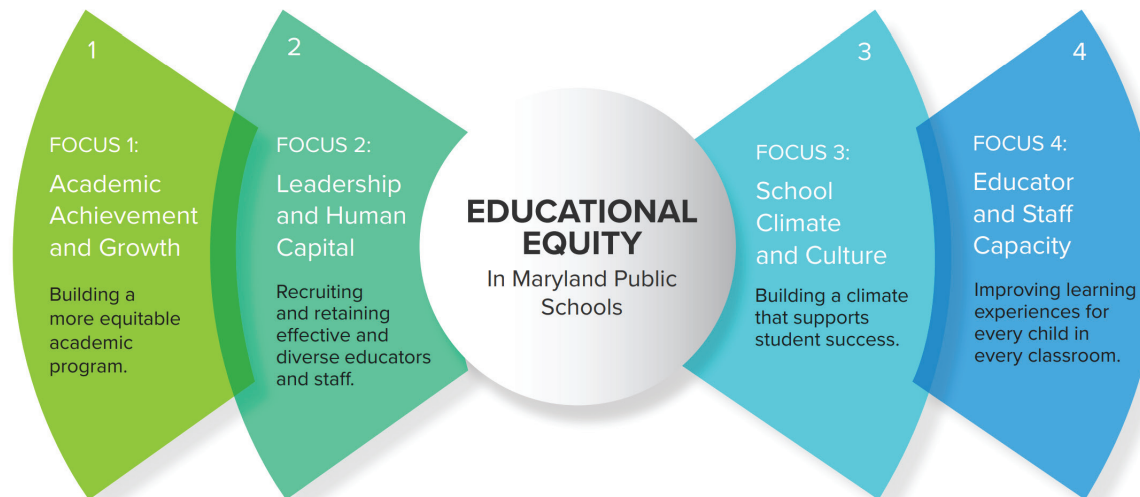 1
FOCUS 1:
Academic
Achievement
and Growth
Building a
more equitable
academic
program.
2
FOCUS 2:
Leadership
and Human
Capital
Recruiting
and retaining
effective and
diverse educators
and staff.
EDUCATIONAL
EQUITY
In Maryland Public
Schools
3
FOCUS 3:
School
Climate
and Culture
Building a climate
that supports
student success.
4
FOCUS 4:
Educator
and Staff
Capacity
Improving learning
experiences for
every child in
every classroom.